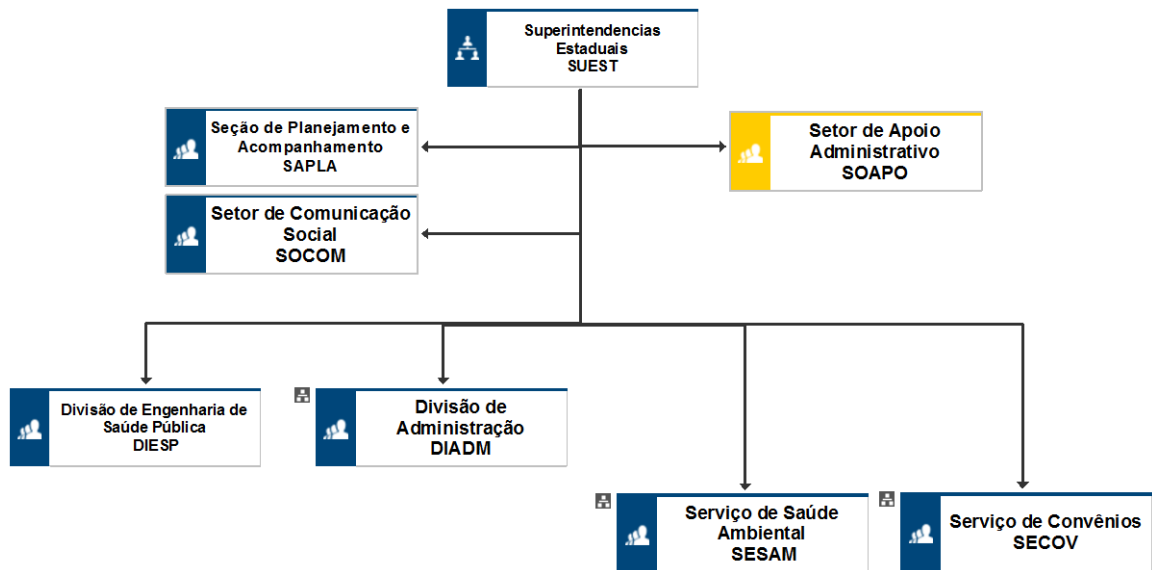 Superintendencias
Estaduais
SUEST
Seção de Planejamento e
Acompanhamento
SAPLA
Setor de Apoio
Administrativo
SOAPO
Setor de Comunicação
Social
SOCOM
Divisão de Engenharia de
Saúde Pública
DIESP
Divisão de
Administração
DIADM
Serviço de Saúde
Ambiental
SESAM
Serviço de Convênios
SECOV